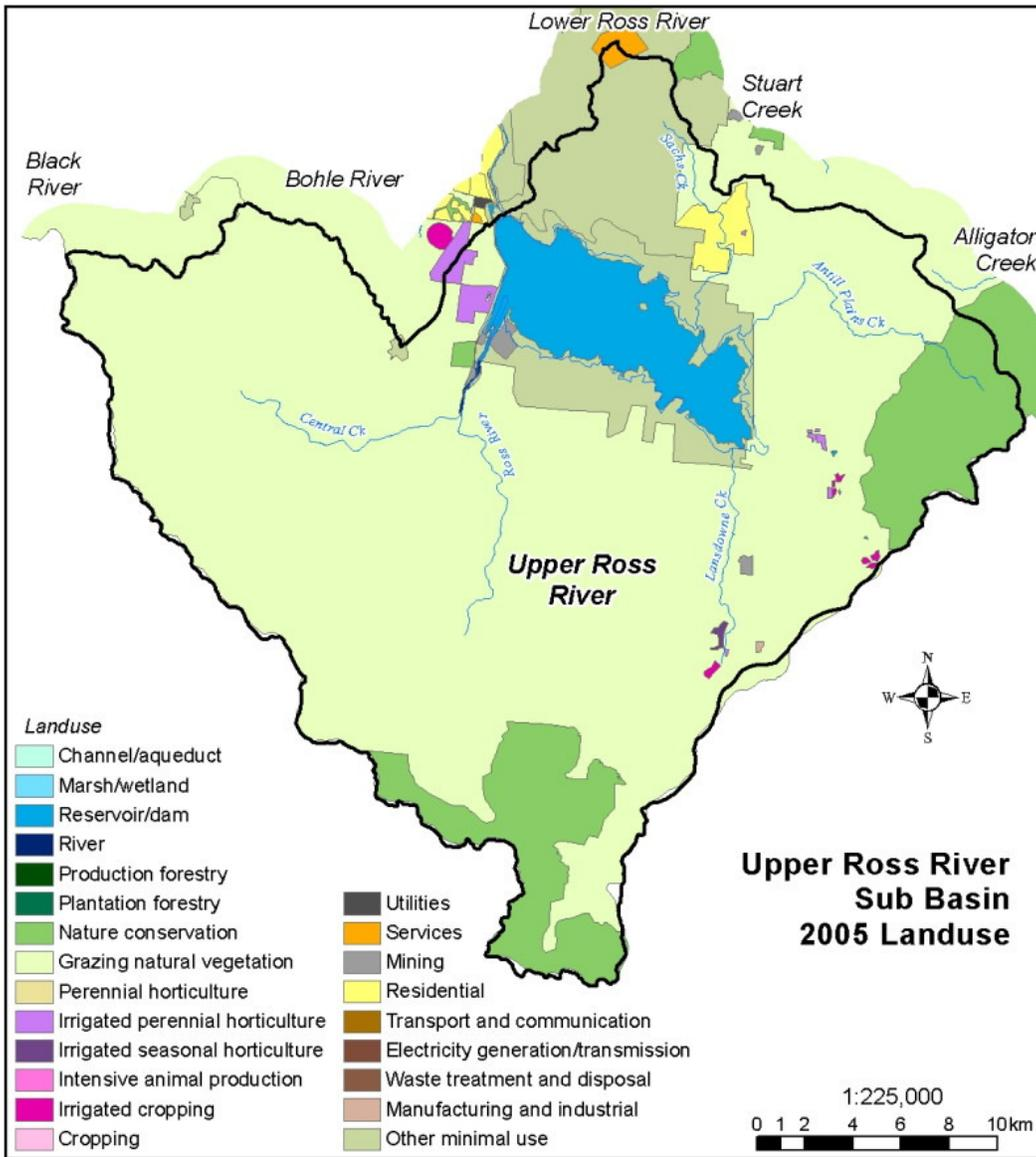 Lower Ross River
Stuart
Creek
Black
River
Bohle River
Sachs Ck
Alligator
Creek
Antill Plains Ck
Central Ck
Ross River
Lansdowne Ck
Upper Ross
River
N
W
E
S
Landuse
Channel/aqueduct
Marsh/wetland
Reservoir/dam
River
Production forestry
Plantation forestry
Nature conservation
Grazing natural vegetation
Perennial horticulture
Irrigated perennial horticulture
Irrigated seasonal horticulture
Intensive animal production
Irrigated cropping
Cropping
Utilities
Services
Mining
Residential
Transport and communication
Electricity generation/transmission
Waste treatment and disposal
Manufacturing and industrial
Other minimal use
Upper Ross River
Sub Basin
2005 Landuse
1:225,000
0 1 2 4 6 8 10 km